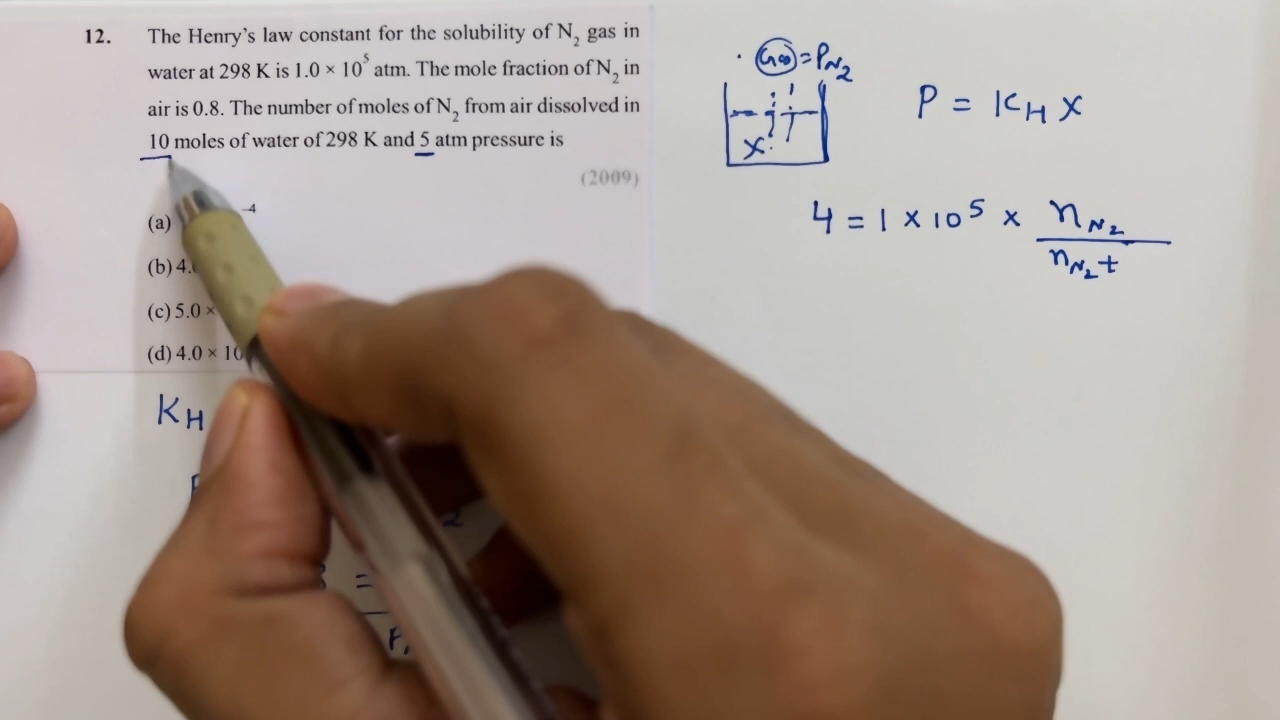 12. The Henry's law constant for the solubility of N₂ gas in
water at 298 K is 1.0 × 10⁵ atm. The mole fraction of N₂ in
air is 0.8. The number of moles of N₂ from air dissolved in
10 moles of water of 298 K and 5 atm pressure is
(2009)
(a) ⁻⁴
(b) 4.
(c) 5.0 ×
(d) 4.0 × 10
K_H
2
=
= P_N₂
X
P = K_H X
4 = 1 × 10⁵ × n_N₂
n_N₂ +